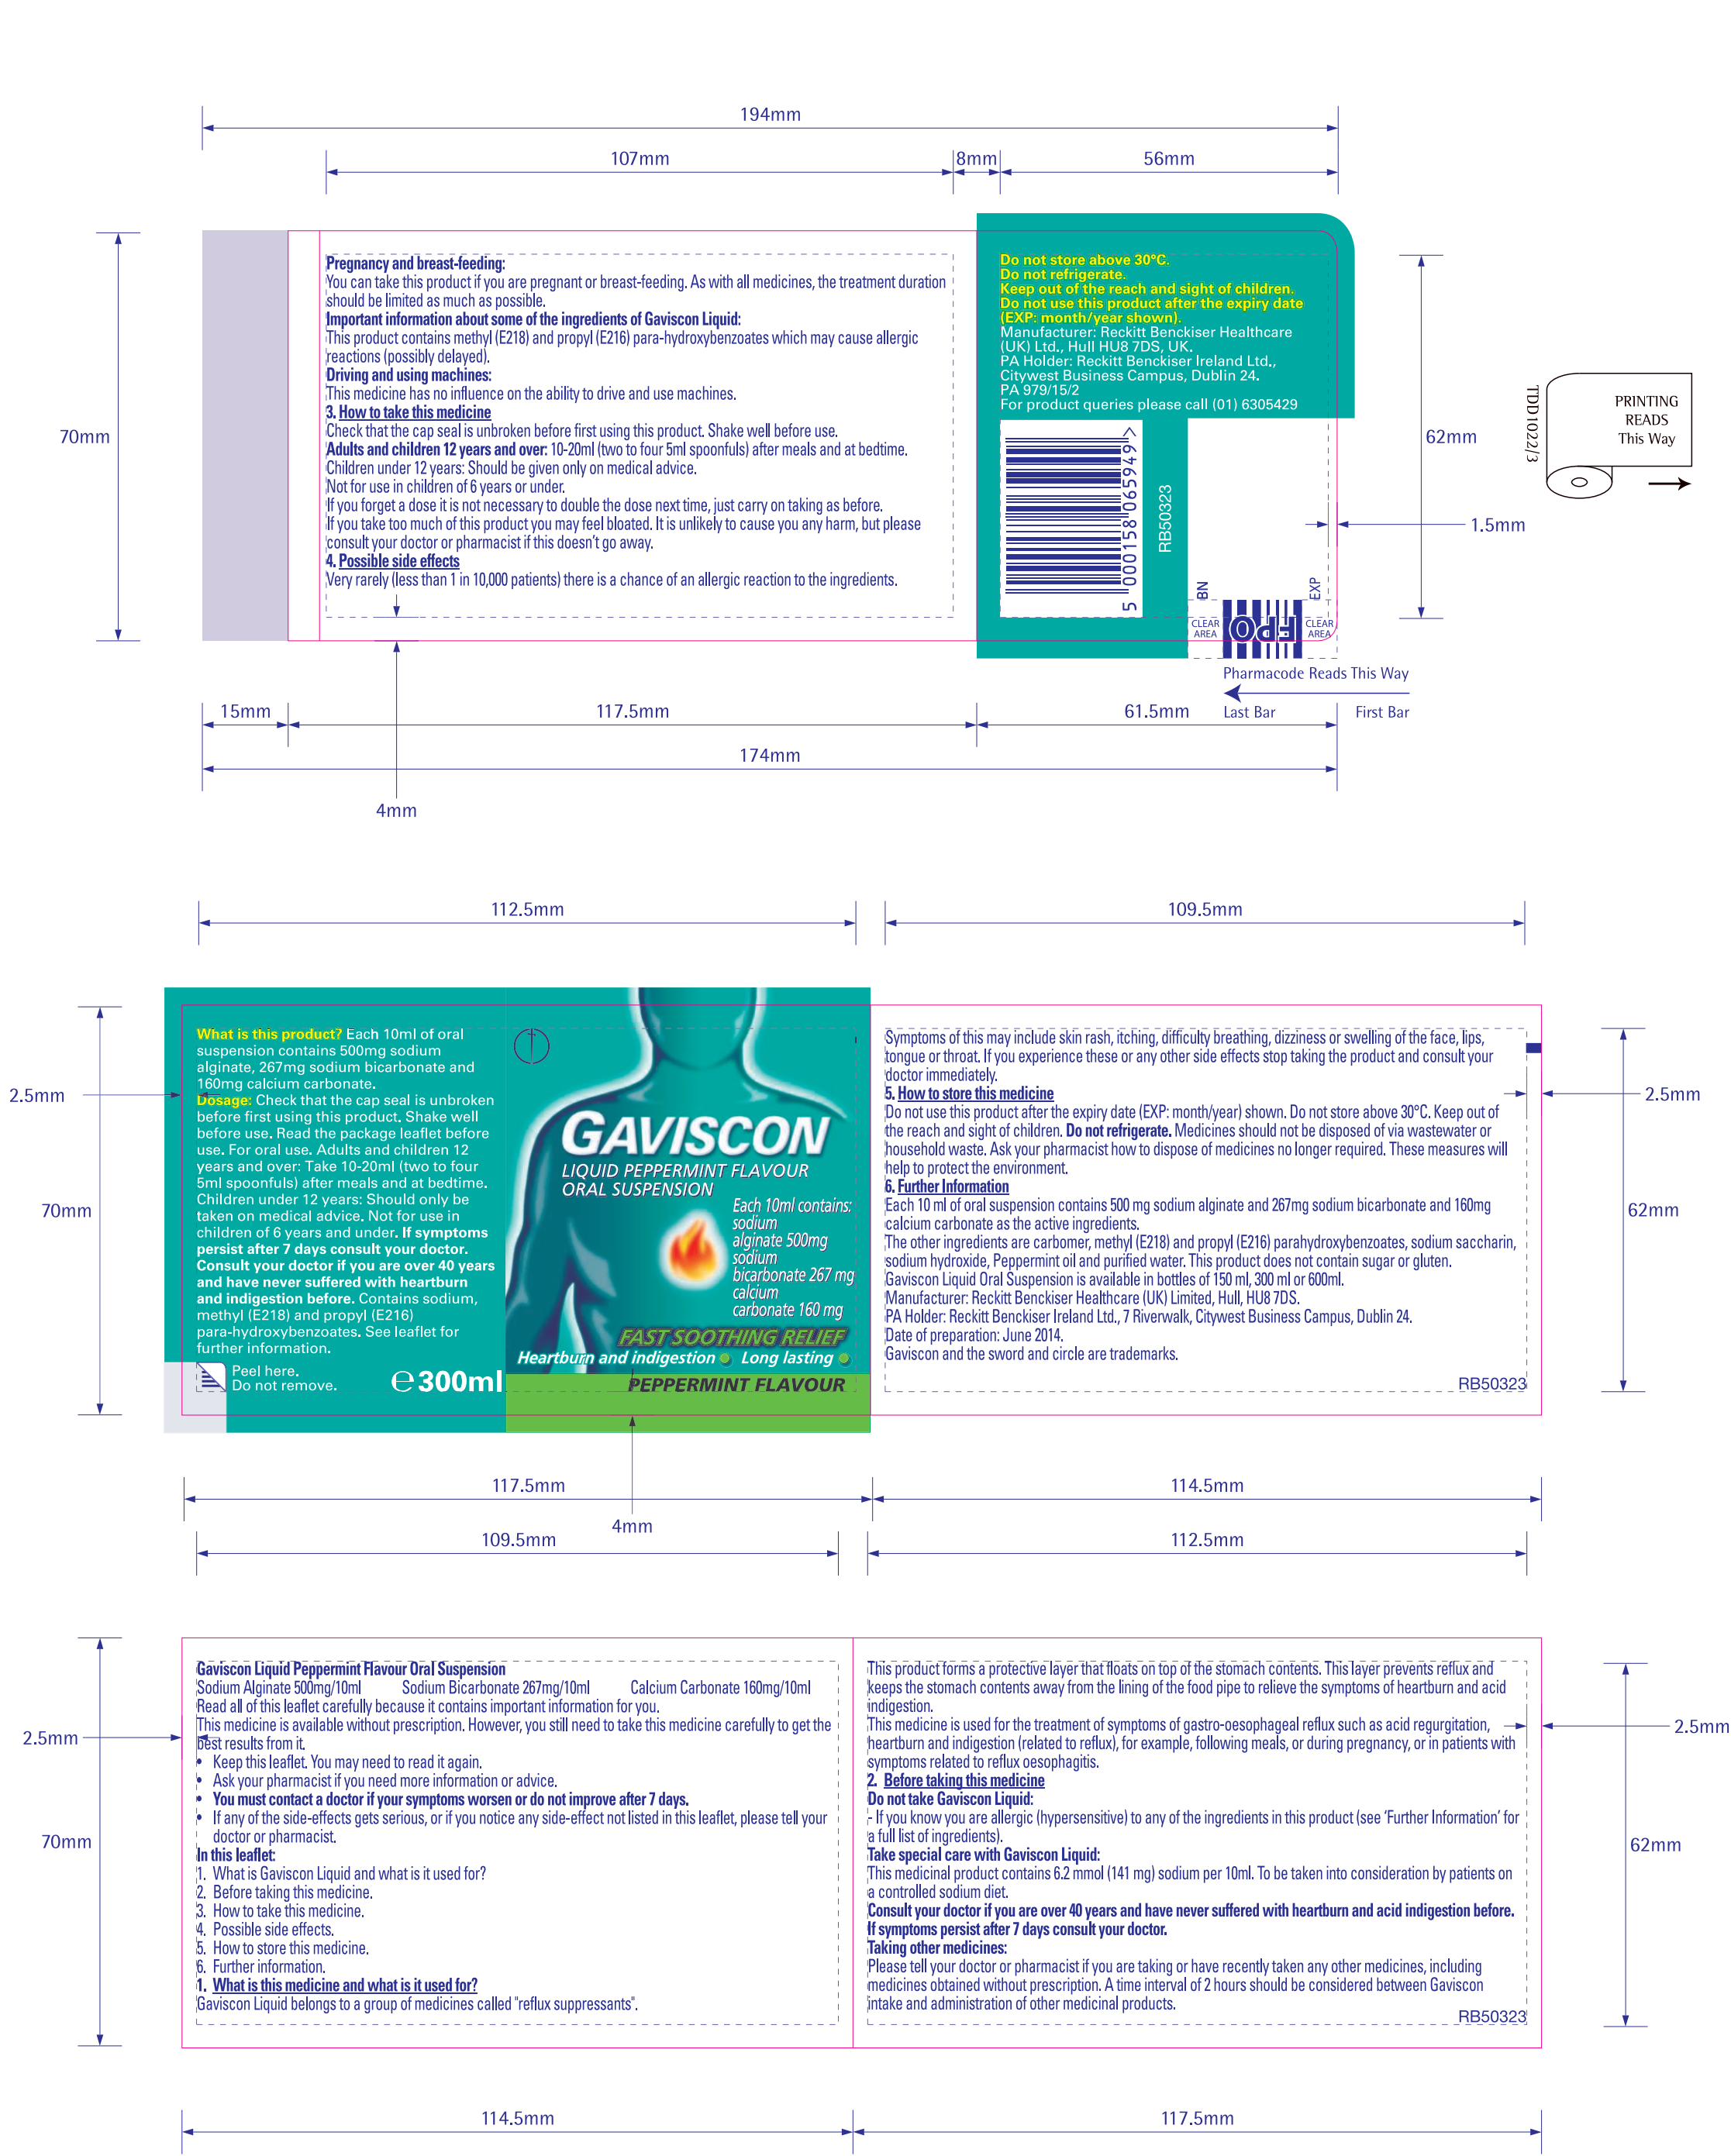 194mm
107mm
8mm
56mm
70mm
Pregnancy and breast-feeding:
You can take this product if you are pregnant or breast-feeding. As with all medicines, the treatment duration
should be limited as much as possible.
Important information about some of the ingredients of Gaviscon Liquid:
This product contains methyl (E218) and propyl (E216) para-hydroxybenzoates which may cause allergic
reactions (possibly delayed).
Driving and using machines:
This medicine has no influence on the ability to drive and use machines.
3. How to take this medicine
Check that the cap seal is unbroken before first using this product. Shake well before use.
Adults and children 12 years and over: 10-20ml (two to four 5ml spoonfuls) after meals and at bedtime.
Children under 12 years: Should be given only on medical advice.
Not for use in children of 6 years or under.
If you forget a dose it is not necessary to double the dose next time, just carry on taking as before.
If you take too much of this product you may feel bloated. It is unlikely to cause you any harm, but please
consult your doctor or pharmacist if this doesn't go away.
4. Possible side effects
Very rarely (less than 1 in 10,000 patients) there is a chance of an allergic reaction to the ingredients.
Do not store above 30°C.
Do not refrigerate.
Keep out of the reach and sight of children.
Do not use this product after the expiry date
(EXP: month/year shown).
Manufacturer: Reckitt Benckiser Healthcare
(UK) Ltd., Hull HU8 7DS, UK.
PA Holder: Reckitt Benckiser Ireland Ltd.,
Citywest Business Campus, Dublin 24.
PA 979/15/2
For product queries please call (01) 6305429
5 000158 065949 >
RB50323
BN
EXP
CLEAR
AREA
FPO
CLEAR
AREA
62mm
1.5mm
TDD1022/3
PRINTING
READS
This Way
Pharmacode Reads This Way
Last Bar
First Bar
15mm
117.5mm
61.5mm
174mm
4mm
112.5mm
109.5mm
2.5mm
70mm
What is this product? Each 10ml of oral
suspension contains 500mg sodium
alginate, 267mg sodium bicarbonate and
160mg calcium carbonate.
Dosage: Check that the cap seal is unbroken
before first using this product. Shake well
before use. Read the package leaflet before
use. For oral use. Adults and children 12
years and over: Take 10-20ml (two to four
5ml spoonfuls) after meals and at bedtime.
Children under 12 years: Should only be
taken on medical advice. Not for use in
children of 6 years and under. If symptoms
persist after 7 days consult your doctor.
Consult your doctor if you are over 40 years
and have never suffered with heartburn
and indigestion before. Contains sodium,
methyl (E218) and propyl (E216)
para-hydroxybenzoates. See leaflet for
further information.
Peel here.
Do not remove.
℮300ml
GAVISCON
LIQUID PEPPERMINT FLAVOUR
ORAL SUSPENSION
Each 10ml contains:
sodium
alginate 500mg
sodium
bicarbonate 267 mg
calcium
carbonate 160 mg
FAST SOOTHING RELIEF
Heartburn and indigestion ● Long lasting ●
PEPPERMINT FLAVOUR
Symptoms of this may include skin rash, itching, difficulty breathing, dizziness or swelling of the face, lips,
tongue or throat. If you experience these or any other side effects stop taking the product and consult your
doctor immediately.
5. How to store this medicine
Do not use this product after the expiry date (EXP: month/year) shown. Do not store above 30°C. Keep out of
the reach and sight of children. Do not refrigerate. Medicines should not be disposed of via wastewater or
household waste. Ask your pharmacist how to dispose of medicines no longer required. These measures will
help to protect the environment.
6. Further Information
Each 10 ml of oral suspension contains 500 mg sodium alginate and 267mg sodium bicarbonate and 160mg
calcium carbonate as the active ingredients.
The other ingredients are carbomer, methyl (E218) and propyl (E216) parahydroxybenzoates, sodium saccharin,
sodium hydroxide, Peppermint oil and purified water. This product does not contain sugar or gluten.
Gaviscon Liquid Oral Suspension is available in bottles of 150 ml, 300 ml or 600ml.
Manufacturer: Reckitt Benckiser Healthcare (UK) Limited, Hull, HU8 7DS.
PA Holder: Reckitt Benckiser Ireland Ltd., 7 Riverwalk, Citywest Business Campus, Dublin 24.
Date of preparation: June 2014.
Gaviscon and the sword and circle are trademarks.
RB50323
2.5mm
62mm
117.5mm
114.5mm
4mm
109.5mm
112.5mm
2.5mm
70mm
Gaviscon Liquid Peppermint Flavour Oral Suspension
Sodium Alginate 500mg/10ml Sodium Bicarbonate 267mg/10ml Calcium Carbonate 160mg/10ml
Read all of this leaflet carefully because it contains important information for you.
This medicine is available without prescription. However, you still need to take this medicine carefully to get the
best results from it.
• Keep this leaflet. You may need to read it again.
• Ask your pharmacist if you need more information or advice.
• You must contact a doctor if your symptoms worsen or do not improve after 7 days.
• If any of the side-effects gets serious, or if you notice any side-effect not listed in this leaflet, please tell your
doctor or pharmacist.
In this leaflet:
1. What is Gaviscon Liquid and what is it used for?
2. Before taking this medicine.
3. How to take this medicine.
4. Possible side effects.
5. How to store this medicine.
6. Further information.
1. What is this medicine and what is it used for?
Gaviscon Liquid belongs to a group of medicines called "reflux suppressants".
This product forms a protective layer that floats on top of the stomach contents. This layer prevents reflux and
keeps the stomach contents away from the lining of the food pipe to relieve the symptoms of heartburn and acid
indigestion.
This medicine is used for the treatment of symptoms of gastro-oesophageal reflux such as acid regurgitation,
heartburn and indigestion (related to reflux), for example, following meals, or during pregnancy, or in patients with
symptoms related to reflux oesophagitis.
2. Before taking this medicine
Do not take Gaviscon Liquid:
- If you know you are allergic (hypersensitive) to any of the ingredients in this product (see 'Further Information' for
a full list of ingredients).
Take special care with Gaviscon Liquid:
This medicinal product contains 6.2 mmol (141 mg) sodium per 10ml. To be taken into consideration by patients on
a controlled sodium diet.
Consult your doctor if you are over 40 years and have never suffered with heartburn and acid indigestion before.
If symptoms persist after 7 days consult your doctor.
Taking other medicines:
Please tell your doctor or pharmacist if you are taking or have recently taken any other medicines, including
medicines obtained without prescription. A time interval of 2 hours should be considered between Gaviscon
intake and administration of other medicinal products.
RB50323
2.5mm
62mm
114.5mm
117.5mm